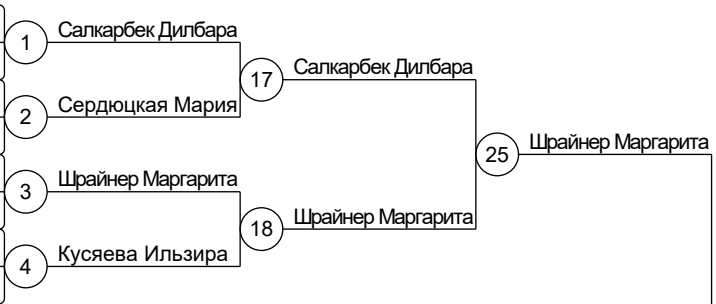 Салкарбек Дилбара
1
17
Салкарбек Дилбара
2
Сердюцкая Мария
25
Шрайнер Маргарита
3
Шрайнер Маргарита
18
Шрайнер Маргарита
4
Кусяева Ильзира